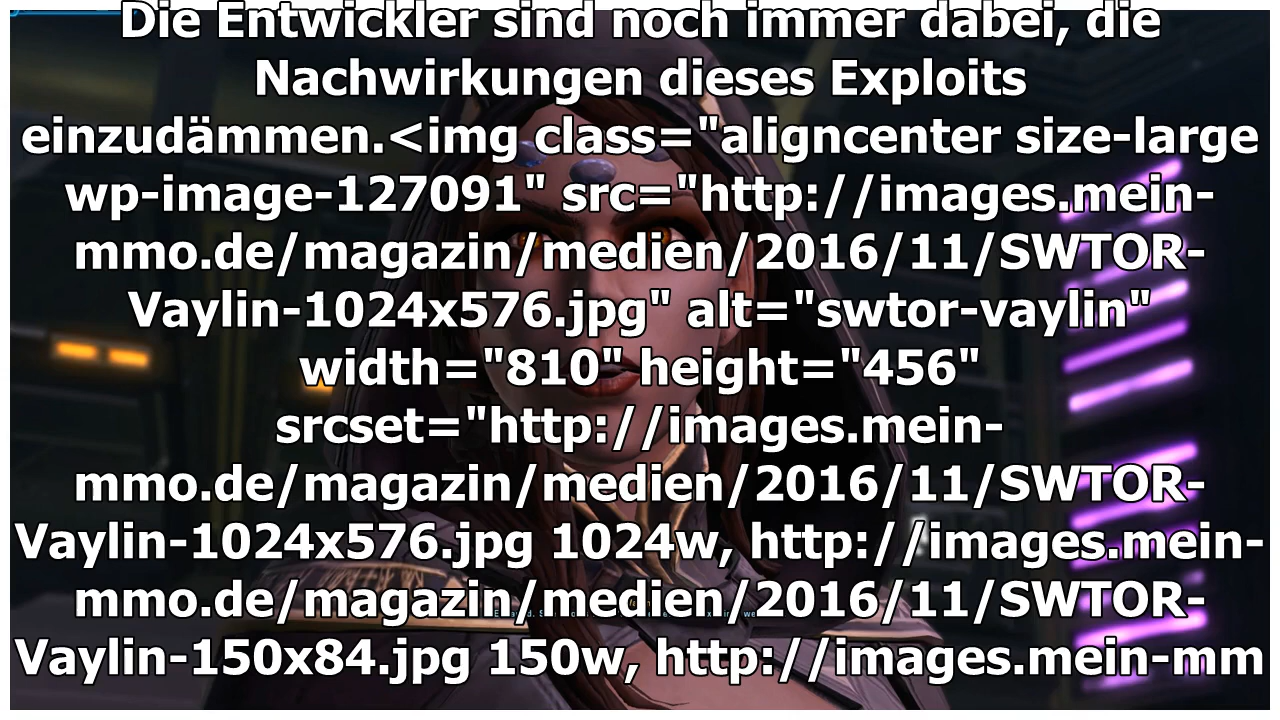 Die Entwickler sind noch immer dabei, die
Nachwirkungen dieses Exploits
einzudämmen.<img class="aligncenter size-large
wp-image-127091" src="http://images.mein-
mmo.de/magazin/medien/2016/11/SWTOR-
Vaylin-1024x576.jpg" alt="swtor-vaylin"
width="810" height="456"
srcset="http://images.mein-
mmo.de/magazin/medien/2016/11/SWTOR-
Vaylin-1024x576.jpg 1024w, http://images.mein-
mmo.de/magazin/medien/2016/11/SWTOR-
Vaylin-150x84.jpg 150w, http://images.mein-mm